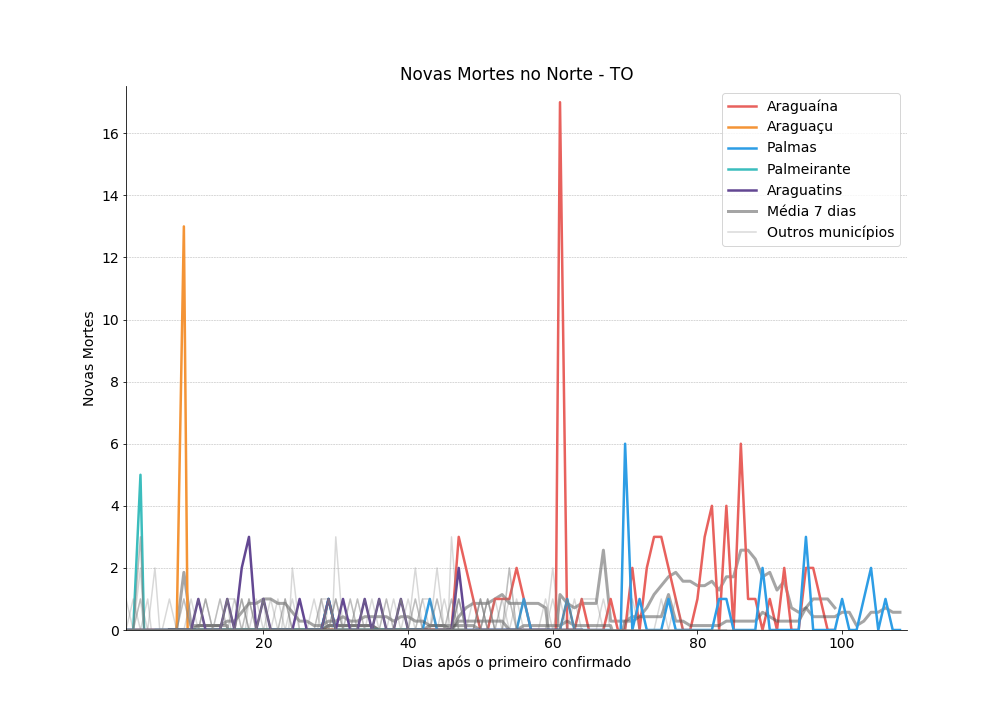 Novas Mortes no Norte - TO
Araguaína
Araguaçu
Palmas
Palmeirante
Araguatins
Média 7 dias
Outros municípios
16
14
12
10
8
6
4
2
0
Novas Mortes
20
40
60
80
100
Dias após o primeiro confirmado